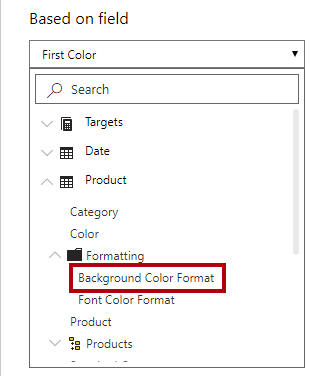 Based on field
First Color
Search
Targets
Date
Product
Category
Color
Formatting
Background Color Format
Font Color Format
Product
Products